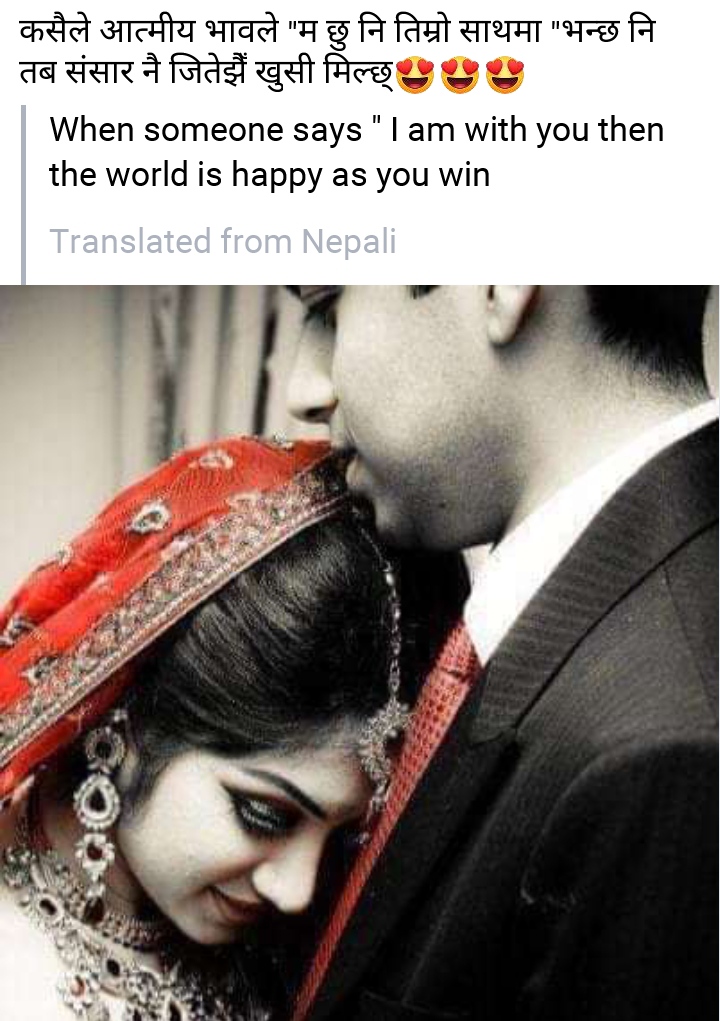 कसैले आत्मीय भावले "म छु नि तिम्रो साथमा "भन्छ नि
तब संसार नै जितेझैं खुसी मिल्छ्😍😍😍
When someone says " I am with you then
the world is happy as you win
Translated from Nepali